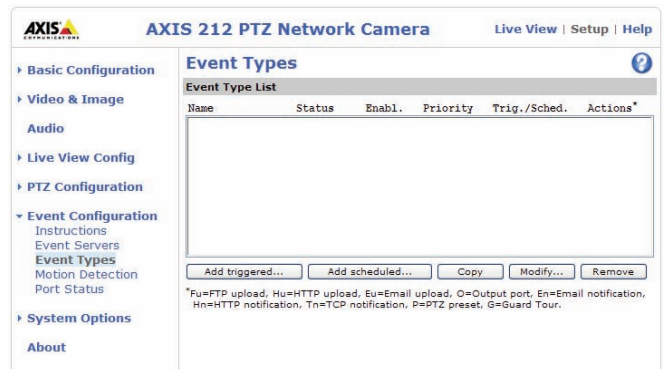 AXIS
COMMUNICATIONS
AXIS 212 PTZ Network Camera
Live View | Setup | Help
Basic Configuration
Video & Image
Audio
Live View Config
PTZ Configuration
Event Configuration
Instructions
Event Servers
Event Types
Motion Detection
Port Status
System Options
About
Event Types
?
Event Type List
Name Status Enabl. Priority Trig./Sched. Actions*
Add triggered... Add scheduled... Copy Modify... Remove
*Fu=FTP upload, Hu=HTTP upload, Eu=Email upload, O=Output port, En=Email notification,
Hn=HTTP notification, Tn=TCP notification, P=PTZ preset, G=Guard Tour.